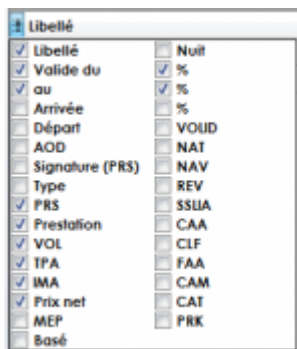 Libellé
Libellé
Valide du
au
Arrivée
Départ
AOD
Signature (PRS)
Type
PRS
Prestation
VOL
TPA
IMA
Prix net
MEP
Basé
Nuit
%
%
%
VOLID
NAT
NAV
REV
SSLIA
CAA
CLF
FAA
CAM
CAT
PRK